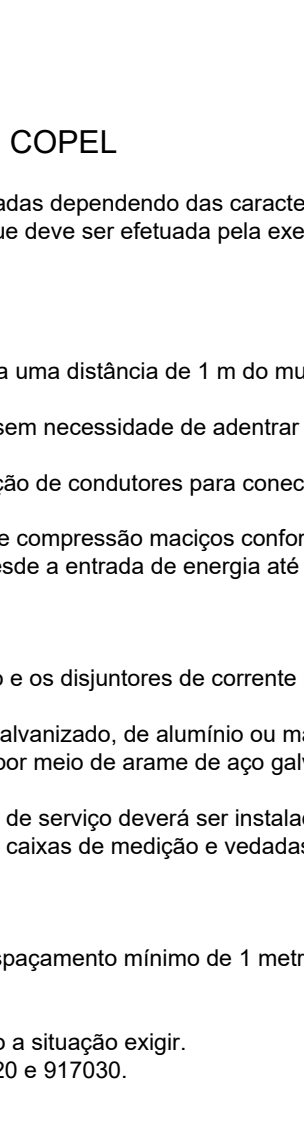 COPEL
adas dependendo das caracte
ue deve ser efetuada pela exe
a uma distância de 1 m do mu
sem necessidade de adentrar
ção de condutores para conec
e compressão maciços confor
esde a entrada de energia até
o e os disjuntores de corrente
alvanizado, de alumínio ou ma
por meio de arame de aço galv
de serviço deverá ser instalad
caixas de medição e vedadas
spaçamento mínimo de 1 metr
o a situação exigir.
20 e 917030.